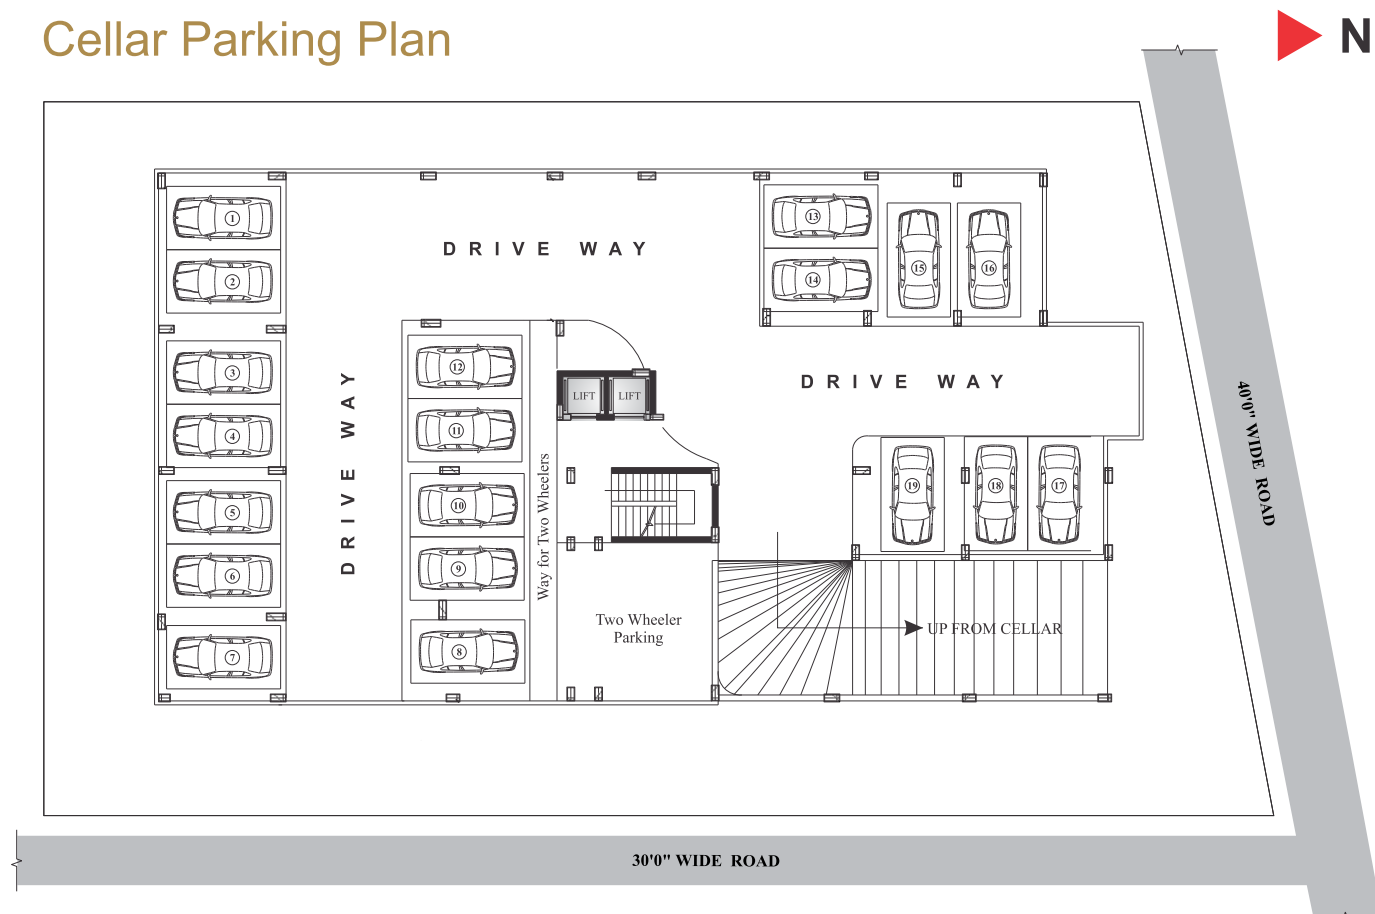 Cellar Parking Plan
N
1
2
3
4
5
6
7
DRIVE WAY
DRIVE WAY
12
11
10
9
8
Way for Two Wheelers
LIFT
LIFT
Two Wheeler
Parking
13
14
15
16
DRIVE WAY
19
18
17
UP FROM CELLAR
40'0" WIDE ROAD
30'0" WIDE ROAD